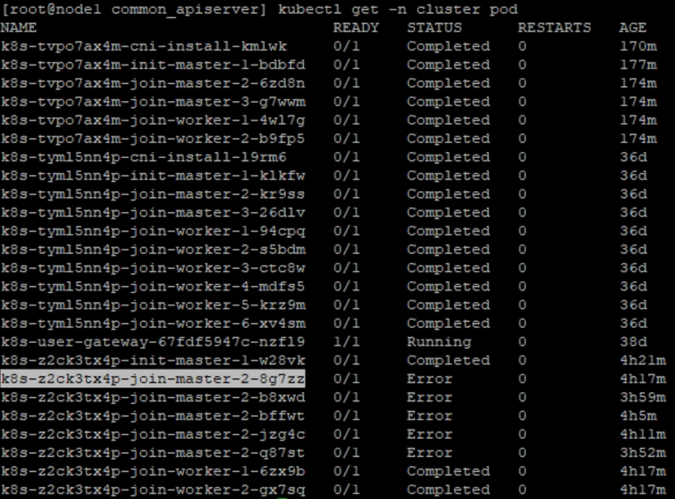 [root@node1 common_apiserver] kubectl get -n cluster pod
NAME READY STATUS RESTARTS AGE
k8s-tvpo7ax4m-cni-install-kmlwk 0/1 Completed 0 170m
k8s-tvpo7ax4m-init-master-1-bdbfd 0/1 Completed 0 177m
k8s-tvpo7ax4m-join-master-2-6zd8n 0/1 Completed 0 174m
k8s-tvpo7ax4m-join-master-3-g7wwm 0/1 Completed 0 174m
k8s-tvpo7ax4m-join-worker-1-4wl7g 0/1 Completed 0 174m
k8s-tvpo7ax4m-join-worker-2-b9fp5 0/1 Completed 0 174m
k8s-tyml5nn4p-cni-install-l9rm6 0/1 Completed 0 36d
k8s-tyml5nn4p-init-master-1-klkfw 0/1 Completed 0 36d
k8s-tyml5nn4p-join-master-2-kr9ss 0/1 Completed 0 36d
k8s-tyml5nn4p-join-master-3-26dlv 0/1 Completed 0 36d
k8s-tyml5nn4p-join-worker-1-94cpq 0/1 Completed 0 36d
k8s-tyml5nn4p-join-worker-2-s5bdm 0/1 Completed 0 36d
k8s-tyml5nn4p-join-worker-3-ctc8w 0/1 Completed 0 36d
k8s-tyml5nn4p-join-worker-4-mdfs5 0/1 Completed 0 36d
k8s-tyml5nn4p-join-worker-5-krz9m 0/1 Completed 0 36d
k8s-tyml5nn4p-join-worker-6-xv4sm 0/1 Completed 0 36d
k8s-user-gateway-67fdf5947c-nzfl9 1/1 Running 0 38d
k8s-z2ck3tx4p-init-master-1-w28vk 0/1 Completed 0 4h21m
k8s-z2ck3tx4p-join-master-2-8g7zz 0/1 Error 0 4h17m
k8s-z2ck3tx4p-join-master-2-b8xwd 0/1 Error 0 3h59m
k8s-z2ck3tx4p-join-master-2-bffwt 0/1 Error 0 4h5m
k8s-z2ck3tx4p-join-master-2-jzg4c 0/1 Error 0 4h11m
k8s-z2ck3tx4p-join-master-2-q87st 0/1 Error 0 3h52m
k8s-z2ck3tx4p-join-worker-1-6zx9b 0/1 Completed 0 4h17m
k8s-z2ck3tx4p-join-worker-2-gx7sq 0/1 Completed 0 4h17m